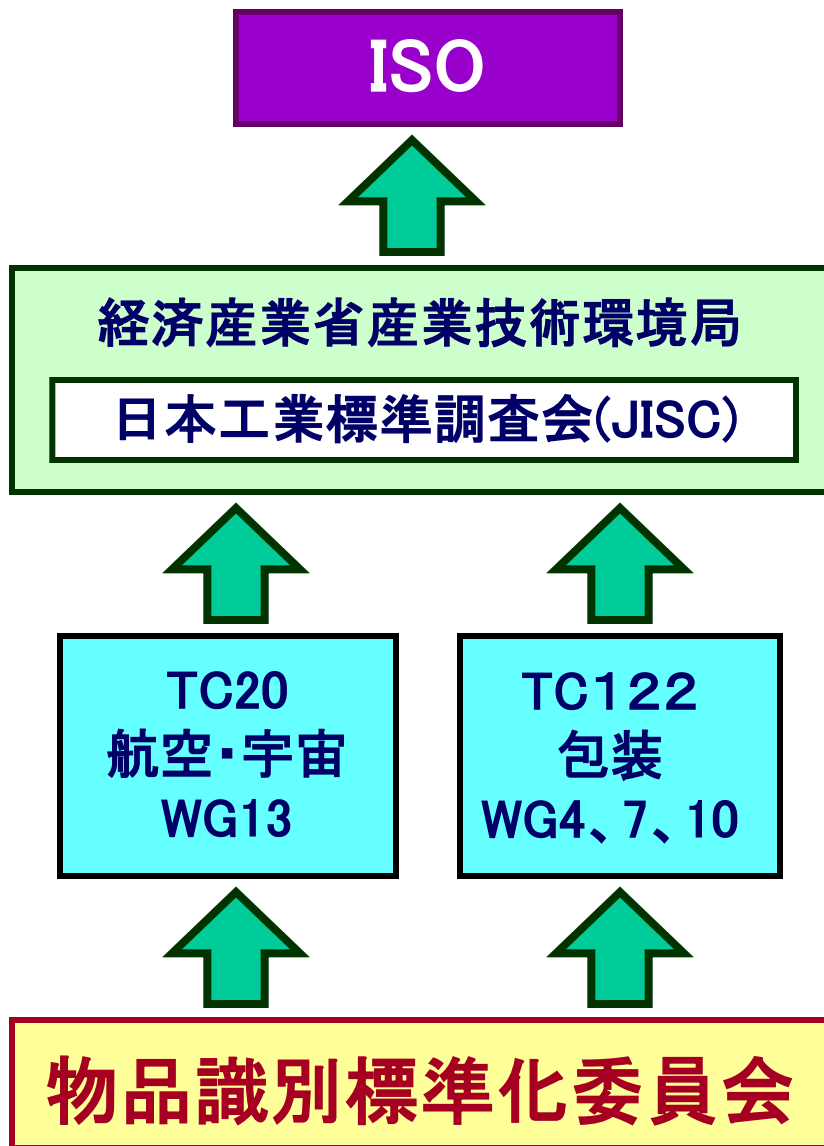 ISO
経済産業省産業技術環境局
日本工業標準調査会(JISC)
TC20
航空・宇宙
WG13
TC１２２
包装
WG4、7、10
物品識別標準化委員会